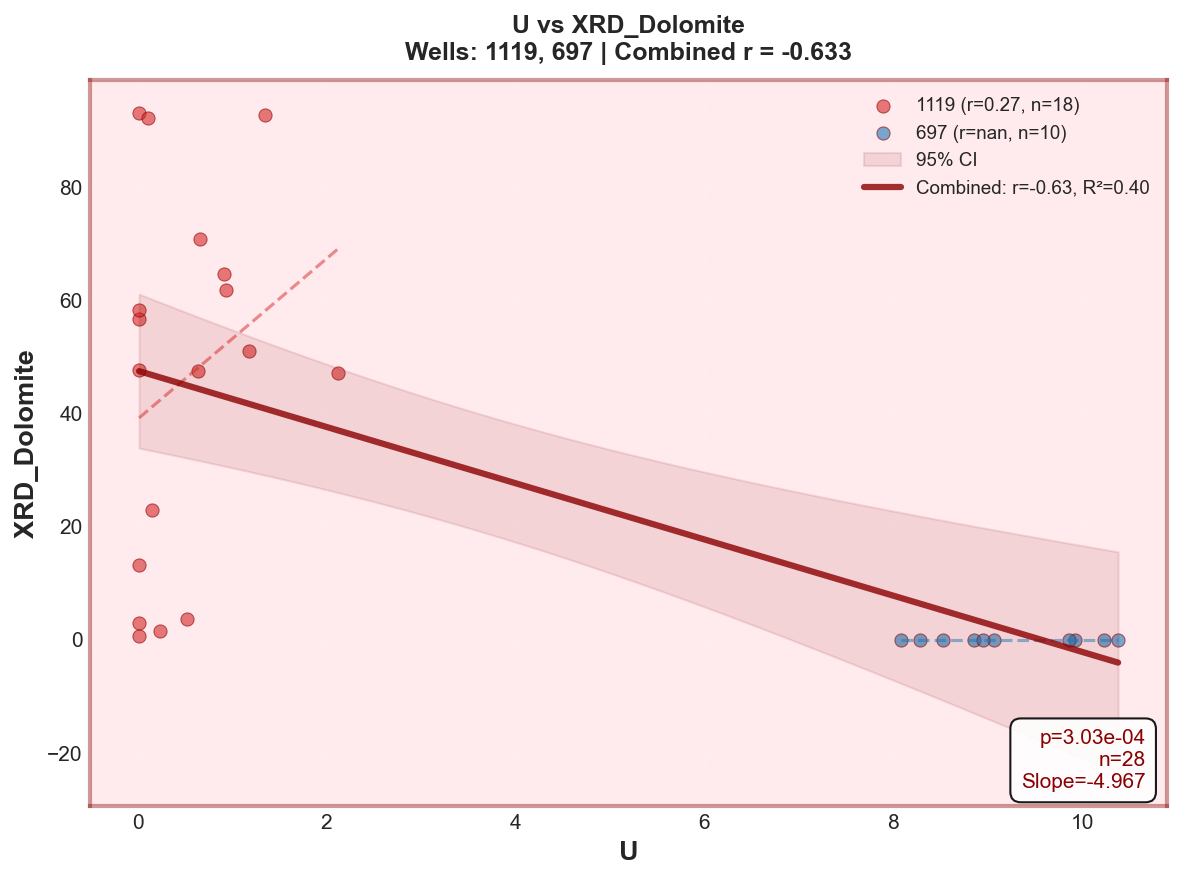 U vs XRD_Dolomite
Wells: 1119, 697 | Combined r = -0.633
1119 (r=0.27, n=18)
697 (r=nan, n=10)
95% CI
Combined: r=-0.63, R²=0.40
XRD_Dolomite
80
60
40
20
0
−20
p=3.03e-04
n=28
Slope=-4.967
0 2 4 6 8 10
U